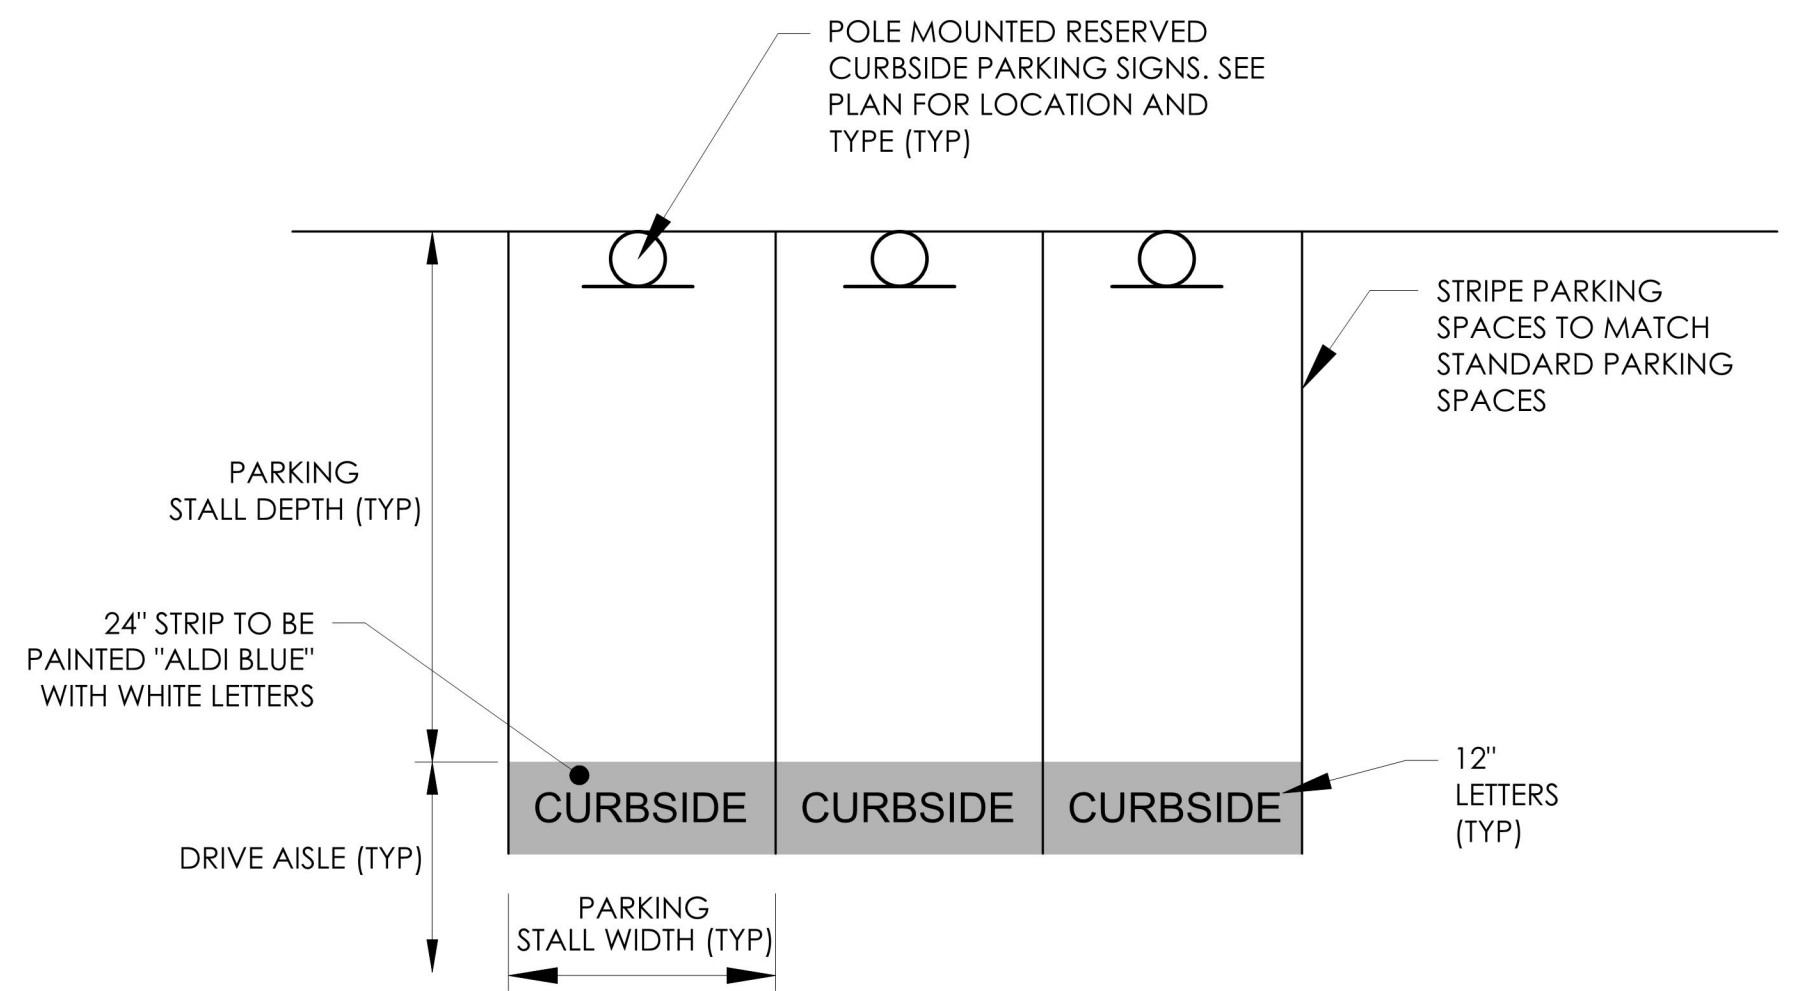 POLE MOUNTED RESERVED
CURBSIDE PARKING SIGNS. SEE
PLAN FOR LOCATION AND
TYPE (TYP)
STRIPE PARKING
SPACES TO MATCH
STANDARD PARKING
SPACES
PARKING
STALL DEPTH (TYP)
24" STRIP TO BE
PAINTED "ALDI BLUE"
WITH WHITE LETTERS
12"
LETTERS
(TYP)
CURBSIDE CURBSIDE CURBSIDE
DRIVE AISLE (TYP)
PARKING
STALL WIDTH (TYP)